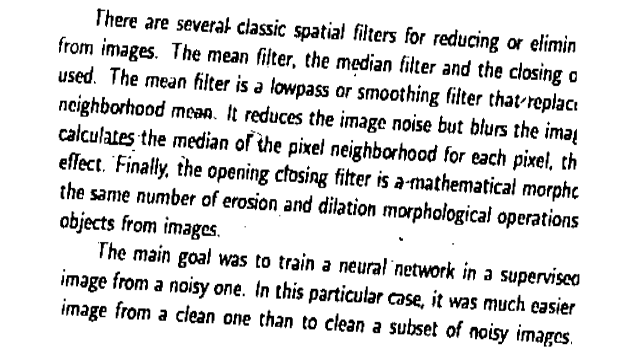 There are several classic spatial filters for reducing or elimin
from images. The mean filter, the median filter and the closing o
used. The mean filter is a lowpass or smoothing filter that replace
neighborhood mean. It reduces the image noise but blurs the imag
calculates the median of the pixel neighborhood for each pixel, th
effect. Finally, the opening closing filter is a mathematical morpho
the same number of erosion and dilation morphological operations
objects from images.
The main goal was to train a neural network in a supervised
image from a noisy one. In this particular case, it was much easier
image from a clean one than to clean a subset of noisy images.